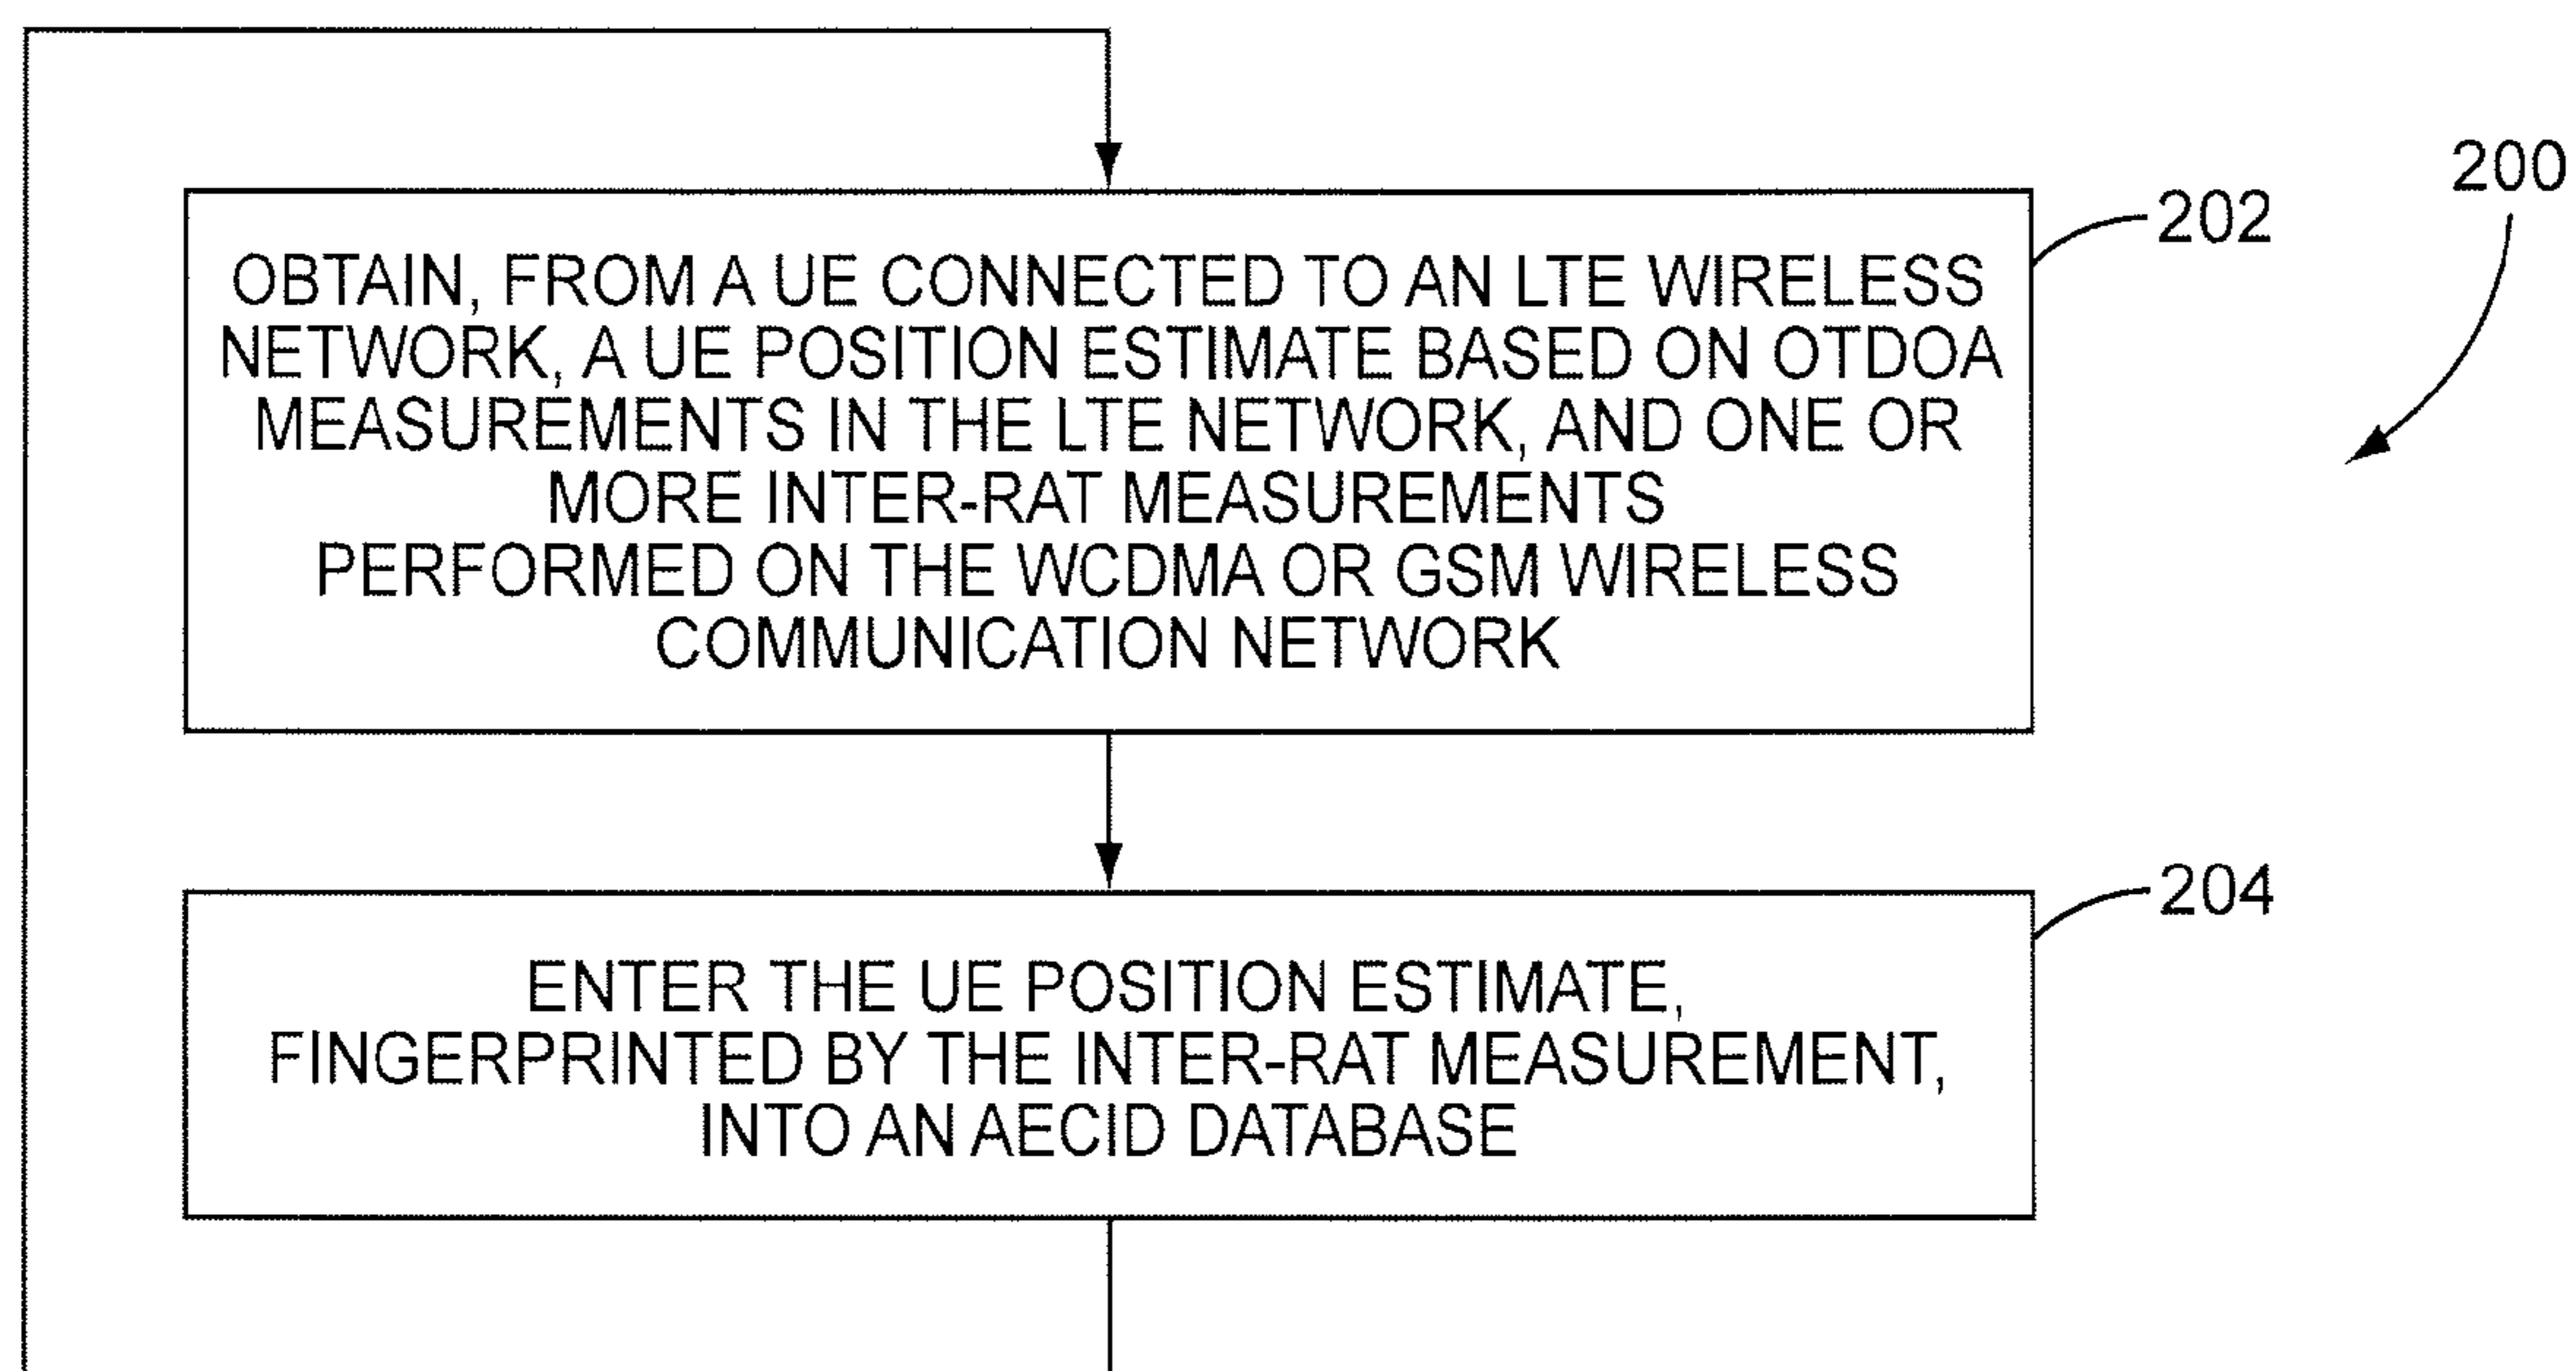 200
202
OBTAIN, FROM A UE CONNECTED TO AN LTE WIRELESS
NETWORK, A UE POSITION ESTIMATE BASED ON OTDOA
MEASUREMENTS IN THE LTE NETWORK, AND ONE OR
MORE INTER-RAT MEASUREMENTS
PERFORMED ON THE WCDMA OR GSM WIRELESS
COMMUNICATION NETWORK
204
ENTER THE UE POSITION ESTIMATE,
FINGERPRINTED BY THE INTER-RAT MEASUREMENT,
INTO AN AECID DATABASE